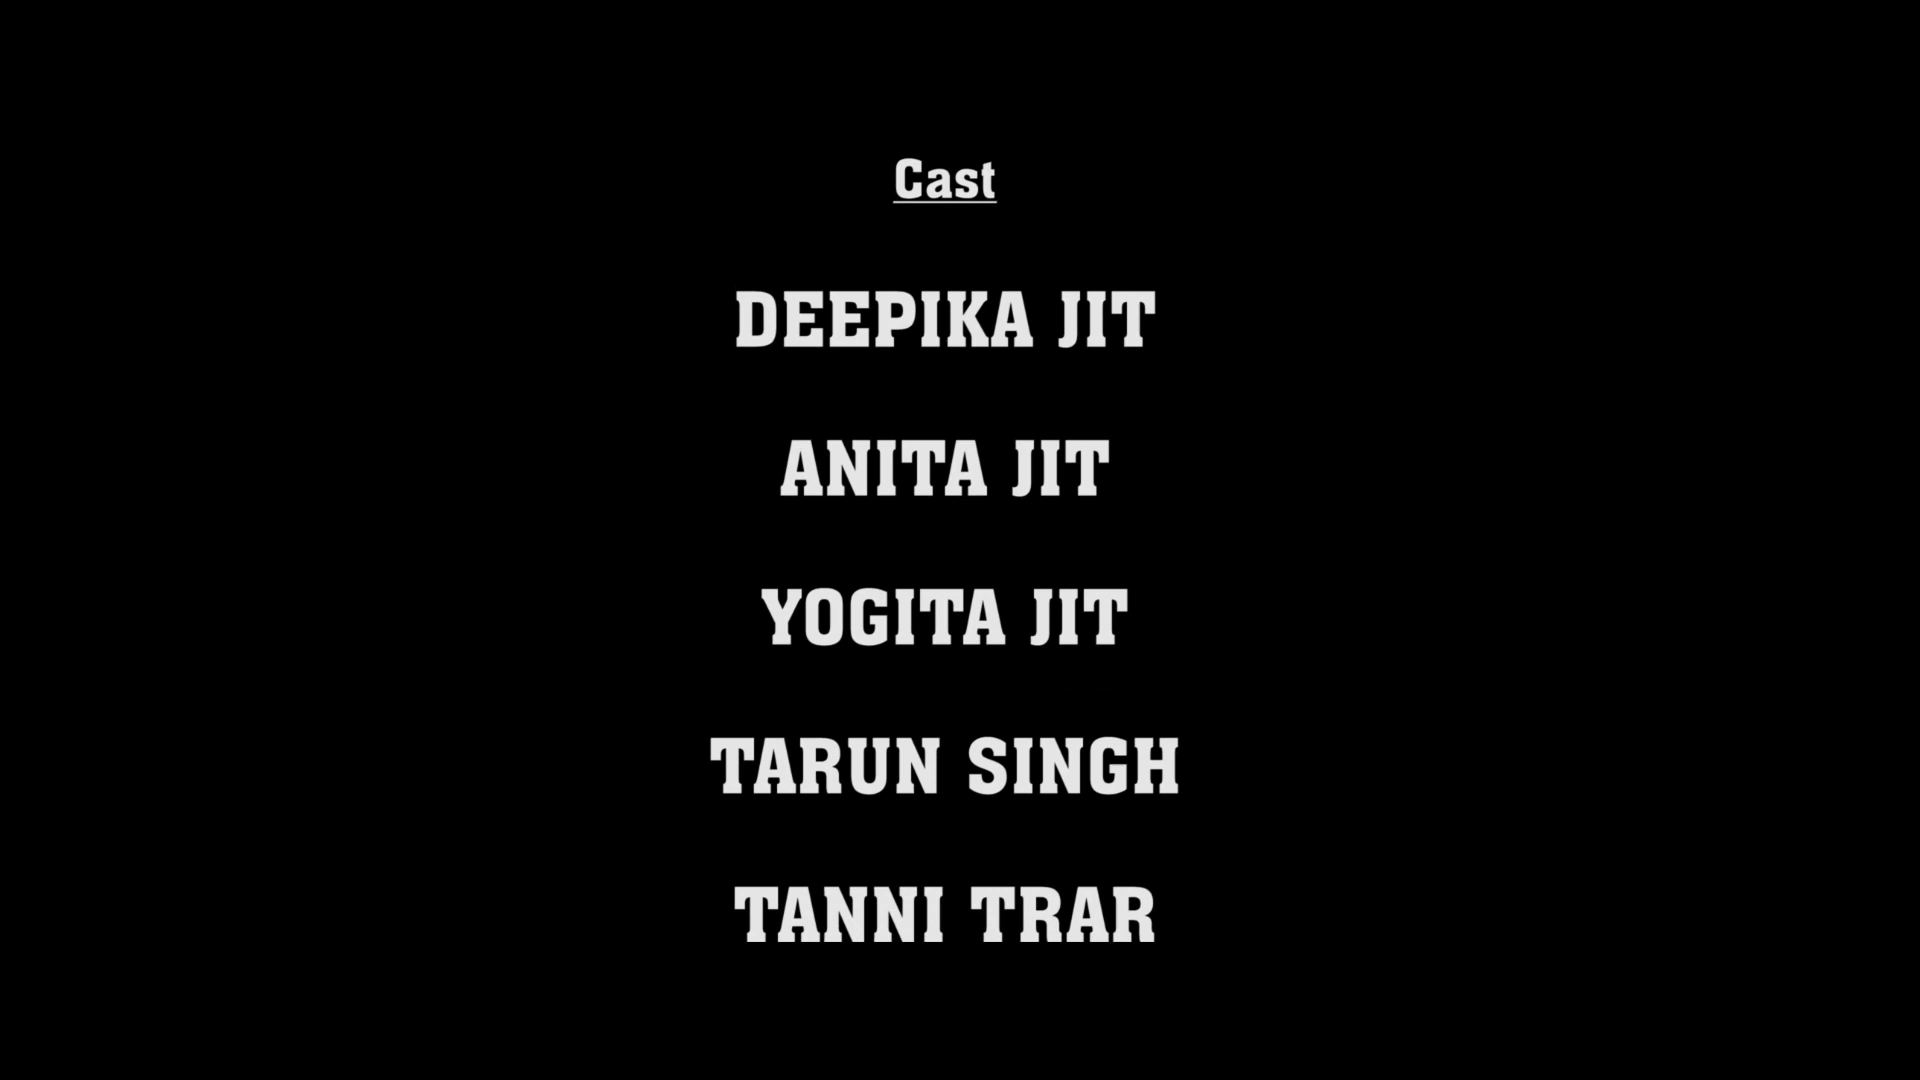 Cast
DEEPIKA JIT
ANITA JIT
YOGITA JIT
TARUN SINGH
TANNI TRAR